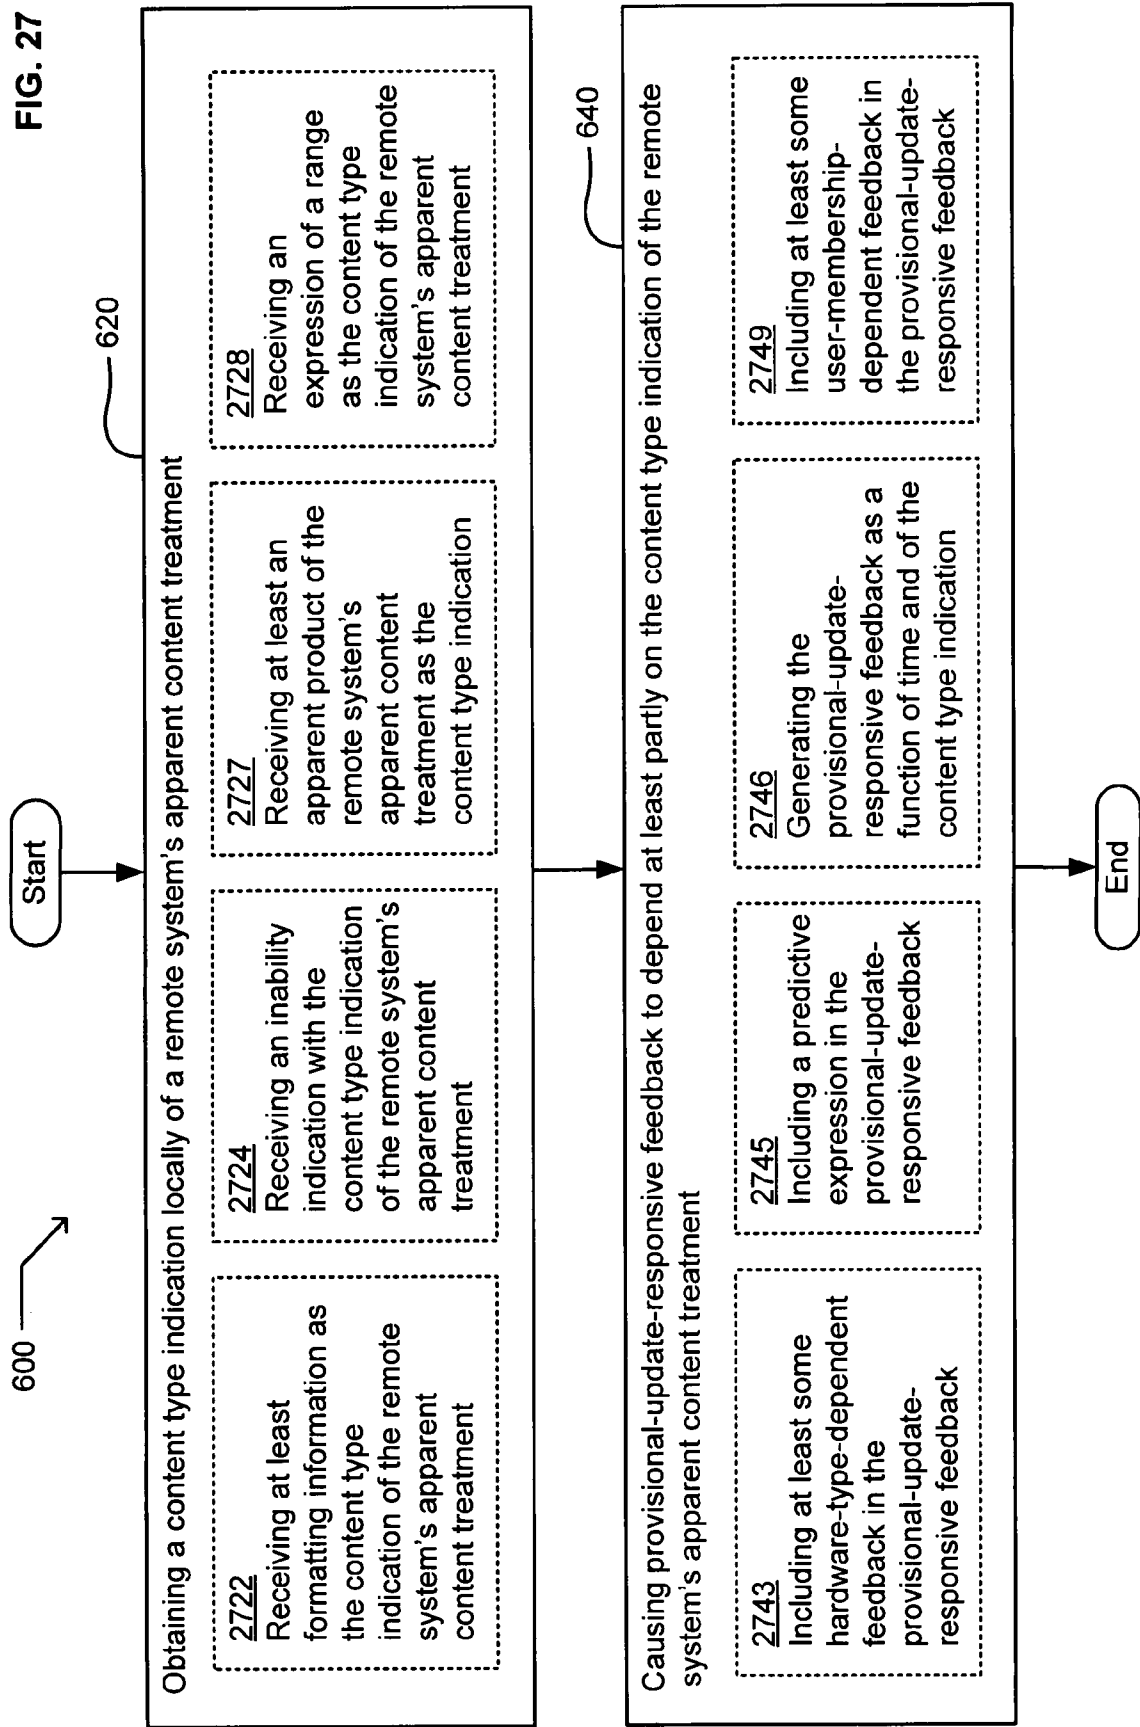 FIG. 27
600
Start
620
Obtaining a content type indication locally of a remote system's apparent content treatment
2722
Receiving at least
formatting information as
the content type
indication of the remote
system's apparent
content treatment
2724
Receiving an inability
indication with the
content type indication
of the remote system's
apparent content
treatment
2727
Receiving at least an
apparent product of the
remote system's
apparent content
treatment as the
content type indication
2728
Receiving an
expression of a range
as the content type
indication of the remote
system's apparent
content treatment
640
Causing provisional-update-responsive feedback to depend at least partly on the content type indication of the remote
system's apparent content treatment
2743
Including at least some
hardware-type-dependent
feedback in the
provisional-update-
responsive feedback
2745
Including a predictive
expression in the
provisional-update-
responsive feedback
2746
Generating the
provisional-update-
responsive feedback as a
function of time and of the
content type indication
2749
Including at least some
user-membership-
dependent feedback in
the provisional-update-
responsive feedback
End